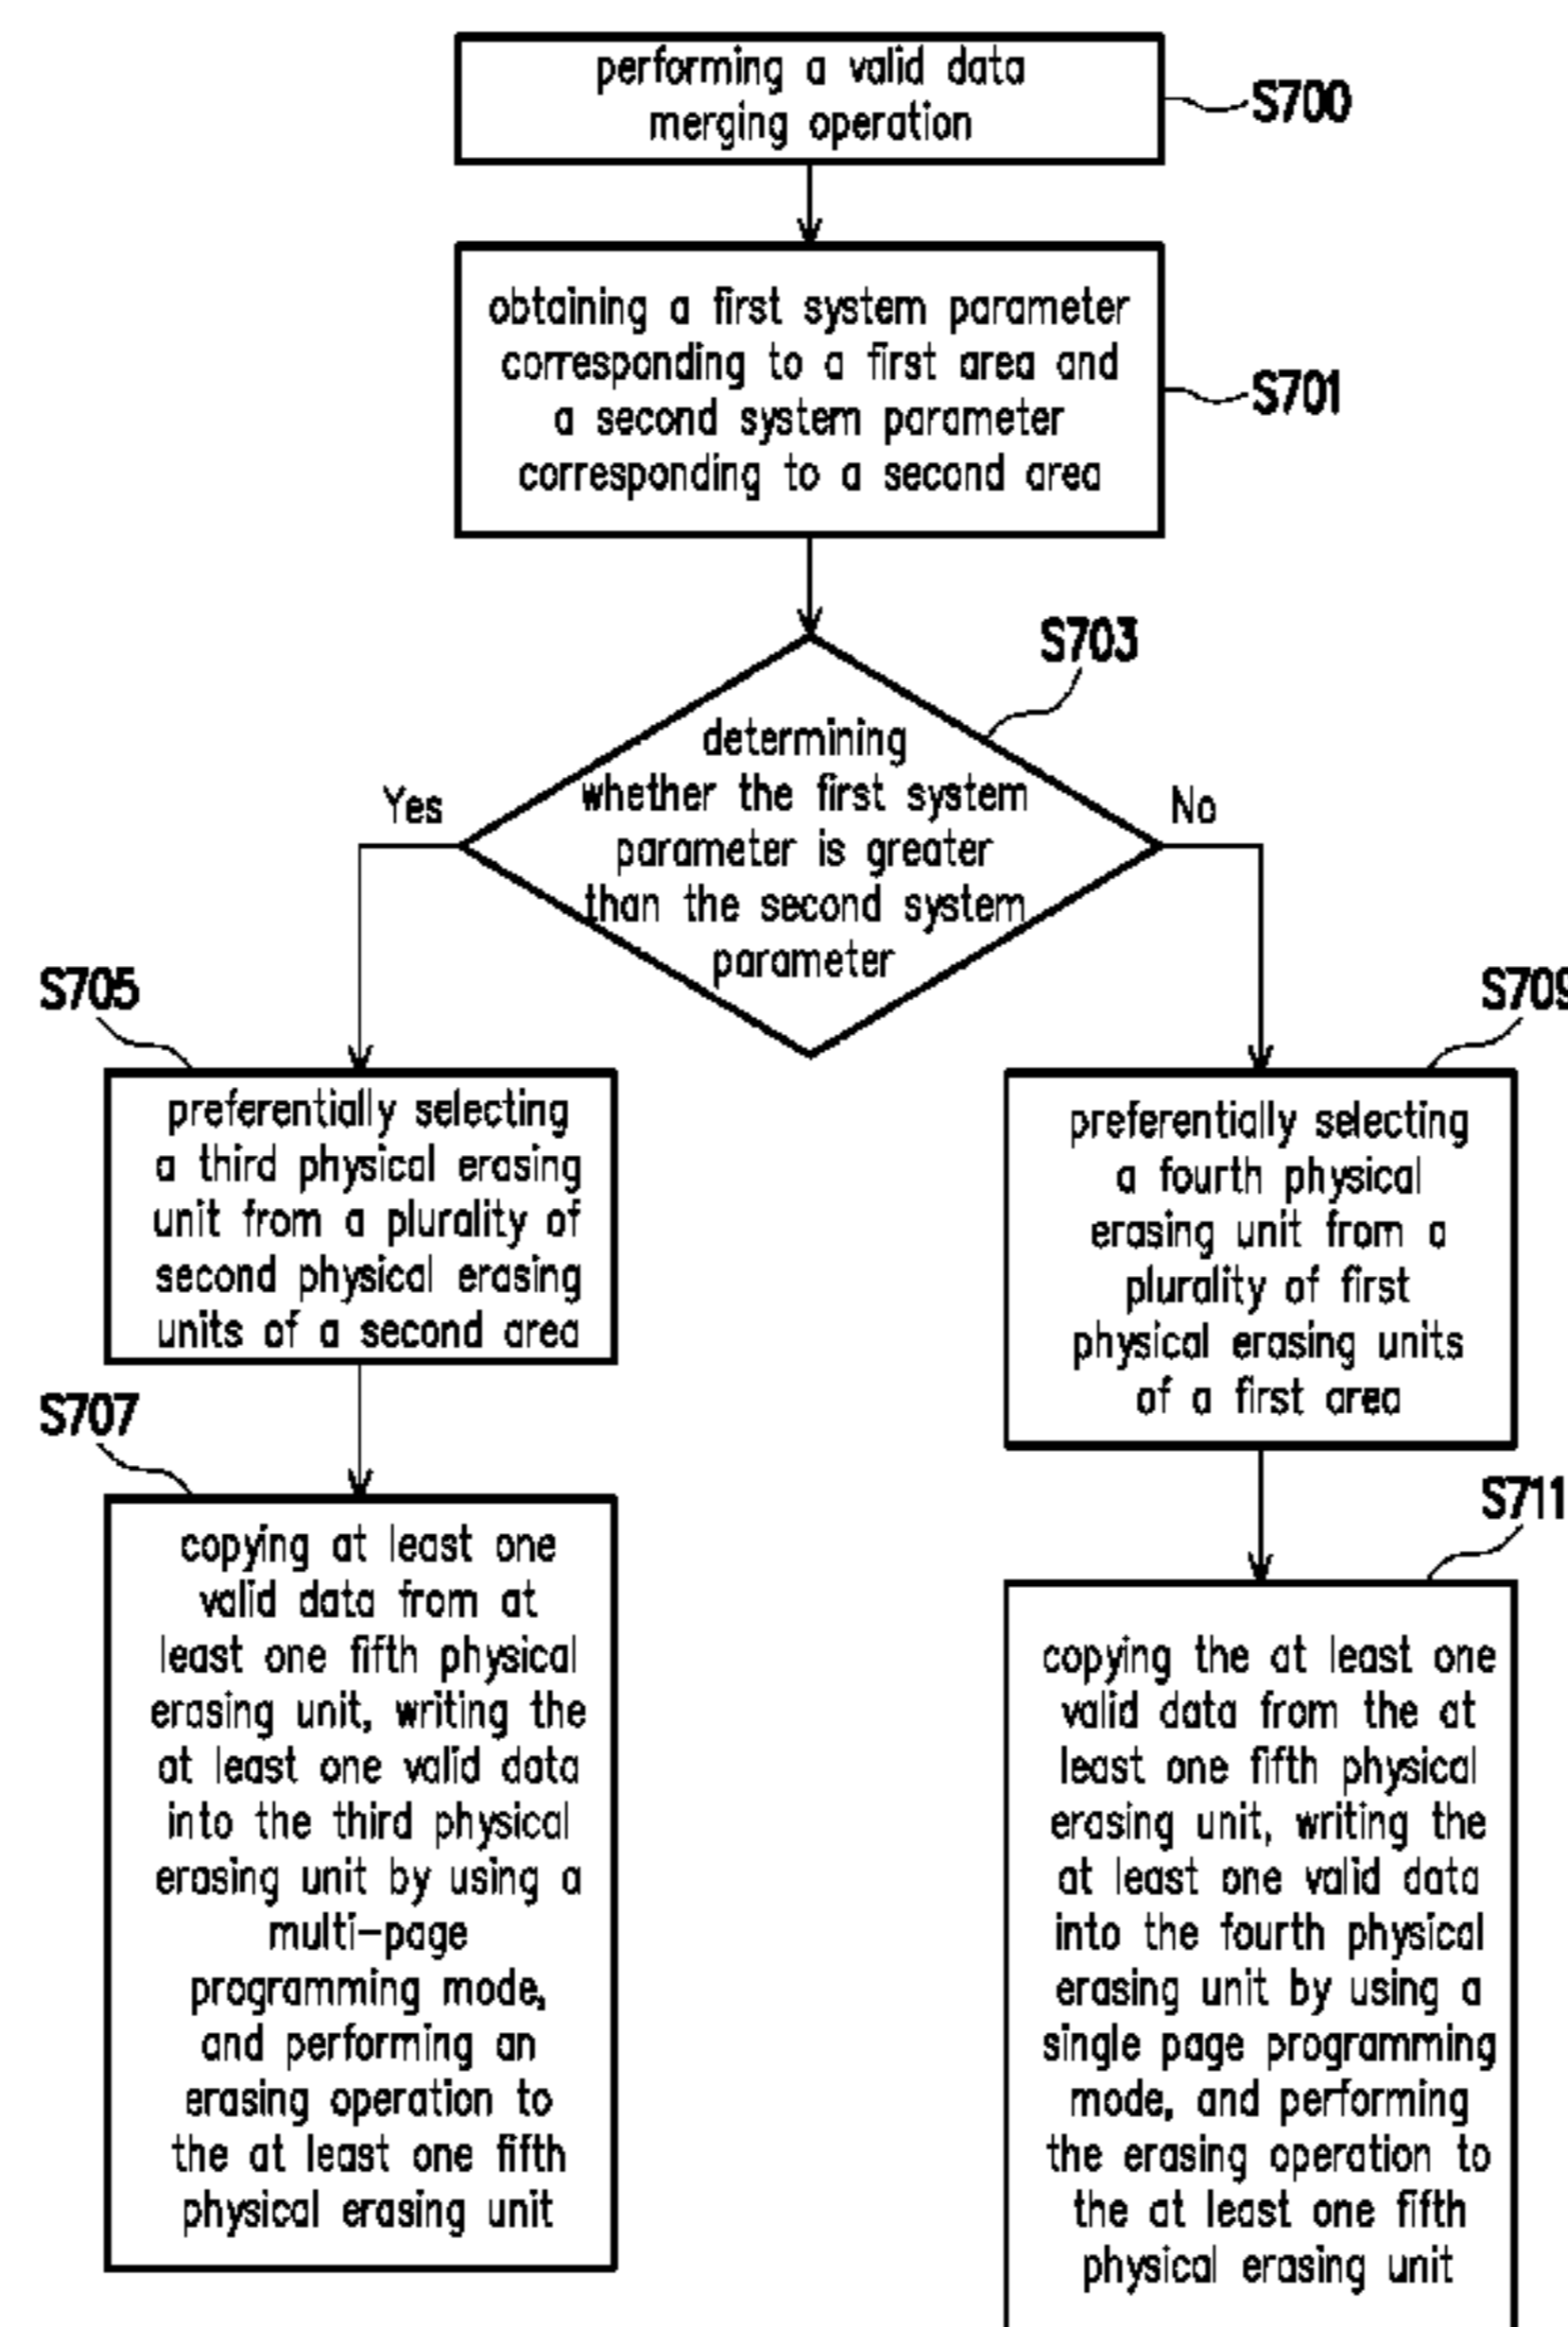 performing a valid data
merging operation
S700
obtaining a first system parameter
corresponding to a first area and
a second system parameter
corresponding to a second area
S701
S703
determining
whether the first system
parameter is greater
than the second system
parameter
Yes
No
S705
preferentially selecting
a third physical erasing
unit from a plurality of
second physical erasing
units of a second area
S709
preferentially selecting
a fourth physical
erasing unit from a
plurality of first
physical erasing units
of a first area
S707
copying at least one
valid data from at
least one fifth physical
erasing unit, writing the
at least one valid data
into the third physical
erasing unit by using a
multi-page
programming mode,
and performing an
erasing operation to
the at least one fifth
physical erasing unit
S711
copying the at least one
valid data from the at
least one fifth physical
erasing unit, writing the
at least one valid data
into the fourth physical
erasing unit by using a
single page programming
mode, and performing
the erasing operation to
the at least one fifth
physical erasing unit